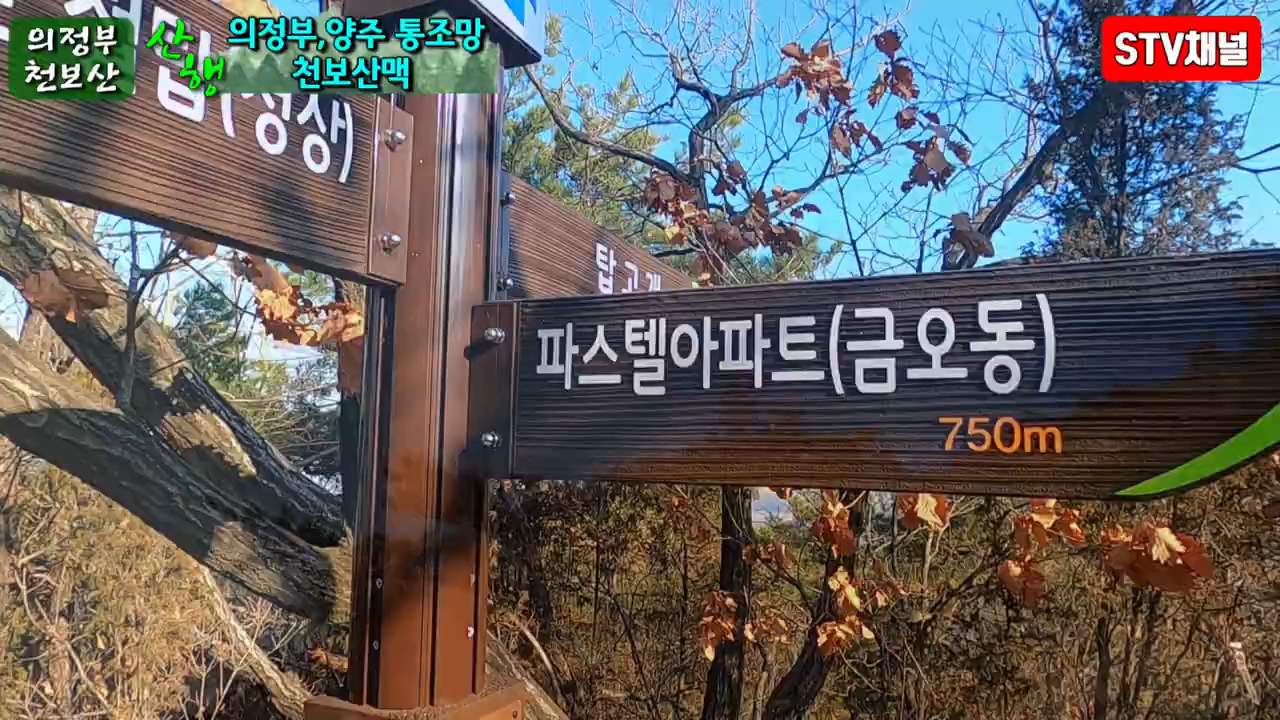 의정부
천보산
산행
의정부,양주 통조망
천보산맥
STV채널
(정상)
탑고개
파스텔아파트(금오동)
750m